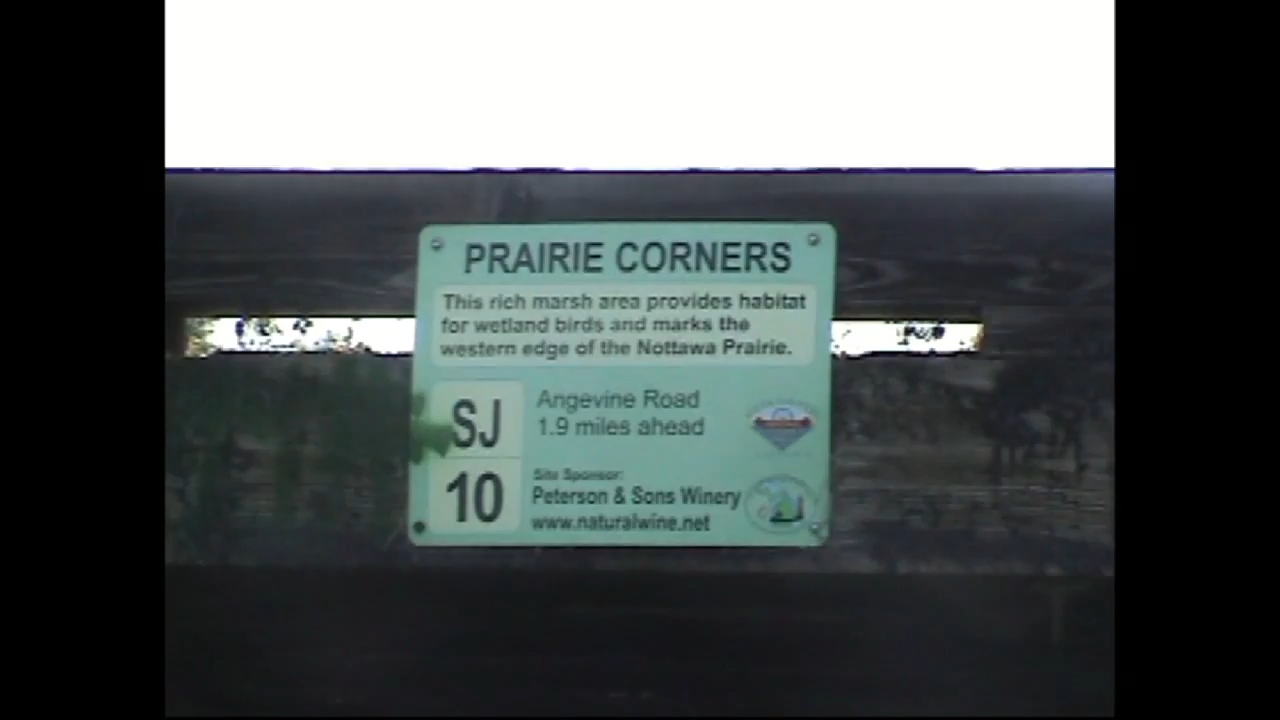 PRAIRIE CORNERS
This rich marsh area provides habitat
for wetland birds and marks the
western edge of the Nottawa Prairie.
SJ
10
Angevine Road
1.9 miles ahead
Site Sponsor:
Peterson & Sons Winery
www.naturalwine.net